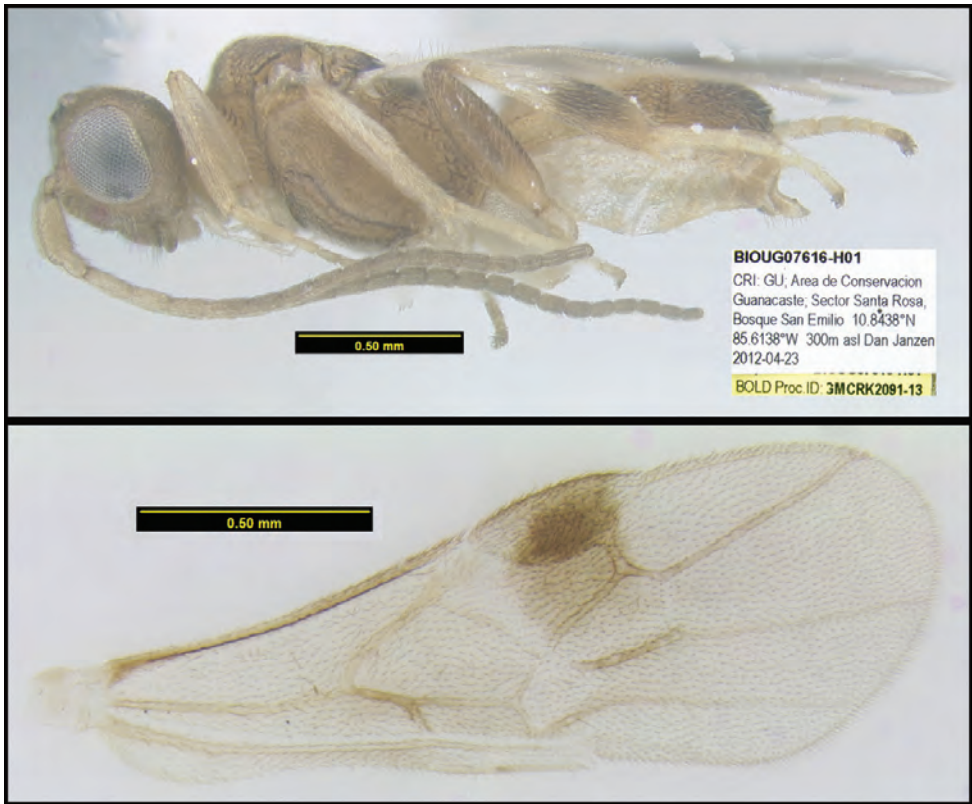 0.50 mm
BIOUG07616-H01
CRI: GU; Area de Conservacion
Guanacaste; Sector Santa Rosa,
Bosque San Emilio 10.8438°N
85.6138°W 300m asl Dan Janzen
2012-04-23
BOLD Proc.ID: GMCRK2091-13
0.50 mm